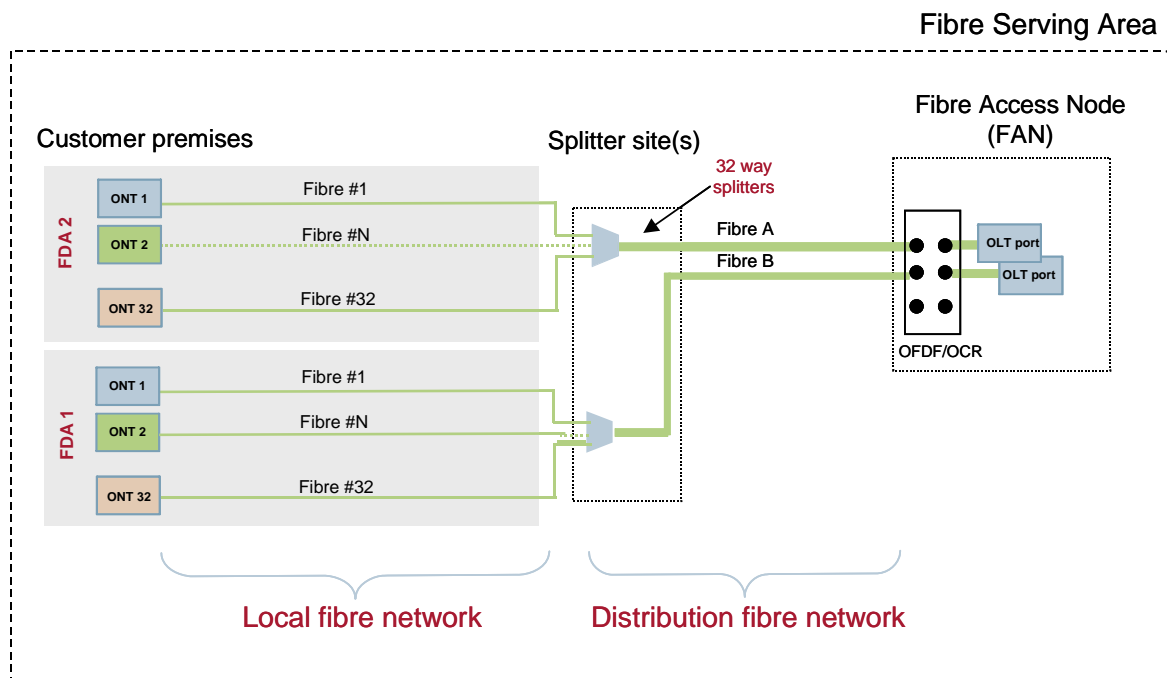 Fibre Serving Area
Fibre Access Node
(FAN)
Customer premises
Splitter site(s)
32 way
splitters
FDA 2
ONT 1
Fibre #1
ONT 2
Fibre #N
ONT 32
Fibre #32
Fibre A
Fibre B
OLT port
OLT port
OFDF/OCR
FDA 1
ONT 1
Fibre #1
ONT 2
Fibre #N
ONT 32
Fibre #32
Local fibre network
Distribution fibre network